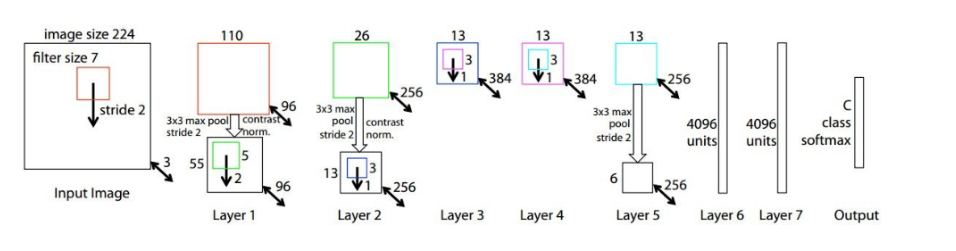 image size 224
filter size 7
stride 2
3
Input Image
110
96
3x3 max pool
stride 2
contrast
norm.
55
5
2
96
Layer 1
26
256
3x3 max
pool
stride 2
contrast
norm.
13
3
1
256
Layer 2
13
3
1
384
Layer 3
13
3
1
384
Layer 4
13
256
3x3 max
pool
stride 2
6
256
Layer 5
4096
units
Layer 6
4096
units
Layer 7
C
class
softmax
Output